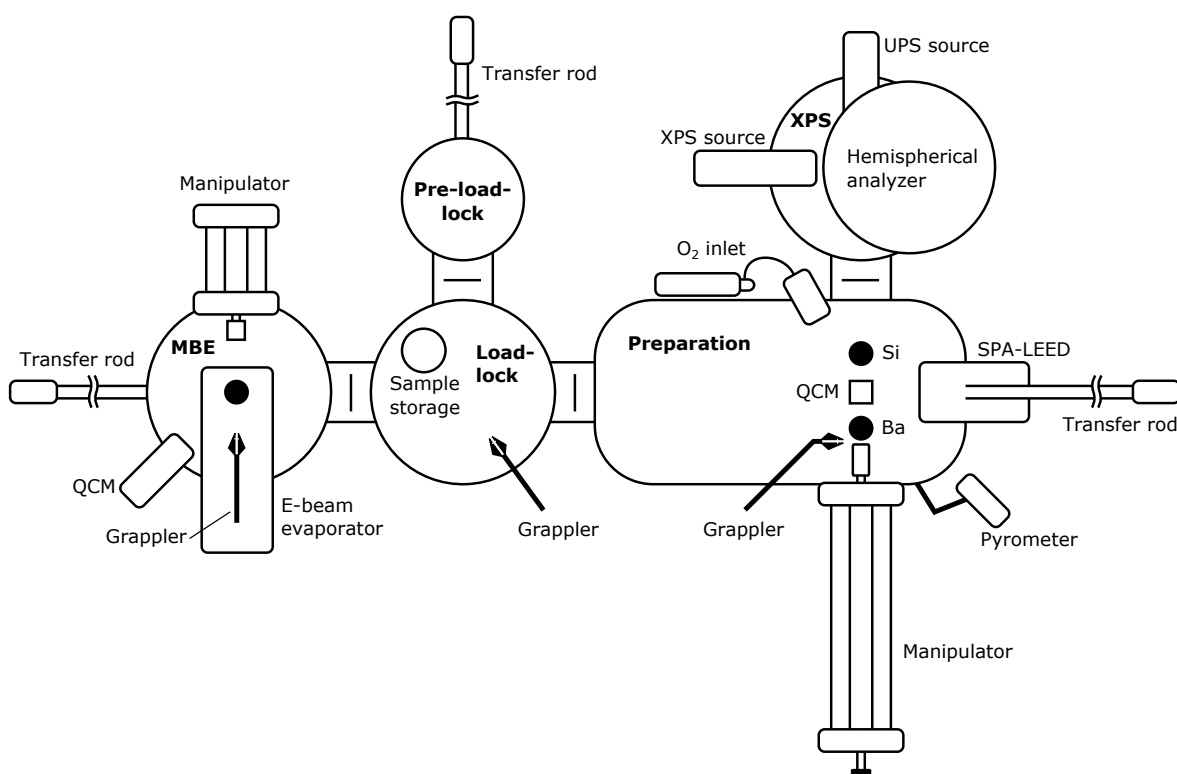 UPS source
Transfer rod
XPS
XPS source
Hemispherical
analyzer
Manipulator
Pre-load-
lock
O₂ inlet
MBE
Load-
lock
Preparation
Si
SPA-LEED
Transfer rod
Sample
storage
QCM
Ba
Transfer rod
QCM
E-beam
evaporator
Grappler
Grappler
Grappler
Pyrometer
Manipulator